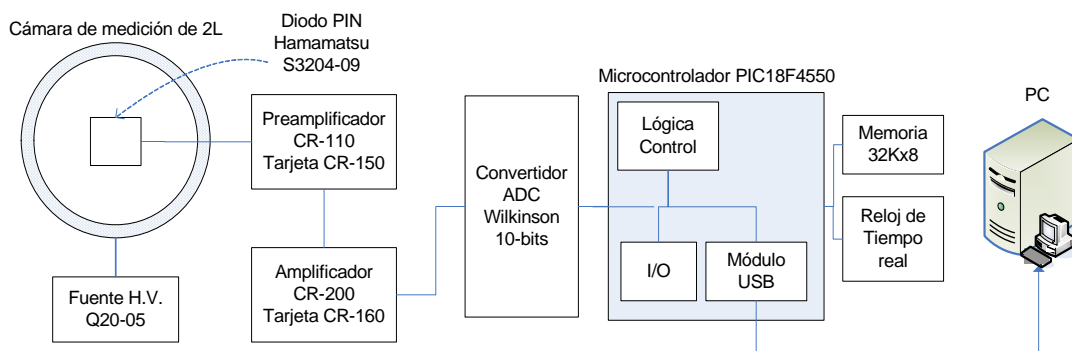 Cámara de medición de 2L
Diodo PIN
Hamamatsu
S3204-09
Preamplificador
CR-110
Tarjeta CR-150
Fuente H.V.
Q20-05
Amplificador
CR-200
Tarjeta CR-160
Convertidor
ADC
Wilkinson
10-bits
Microcontrolador PIC18F4550
Lógica
Control
I/O
Módulo
USB
Memoria
32Kx8
Reloj de
Tiempo
real
PC